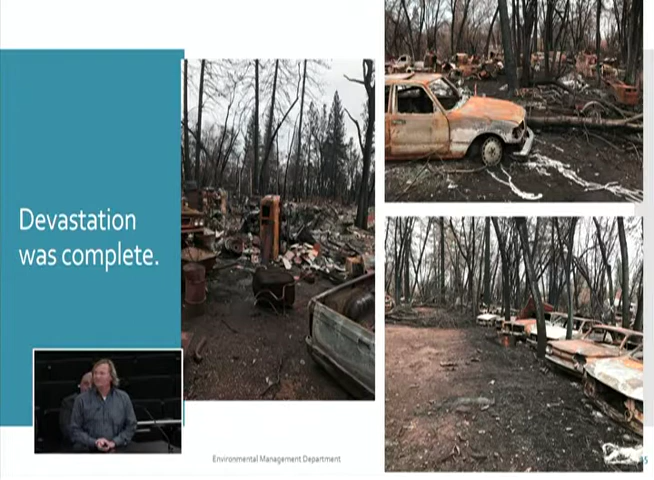 Devastation
was complete.
Environmental Management Department